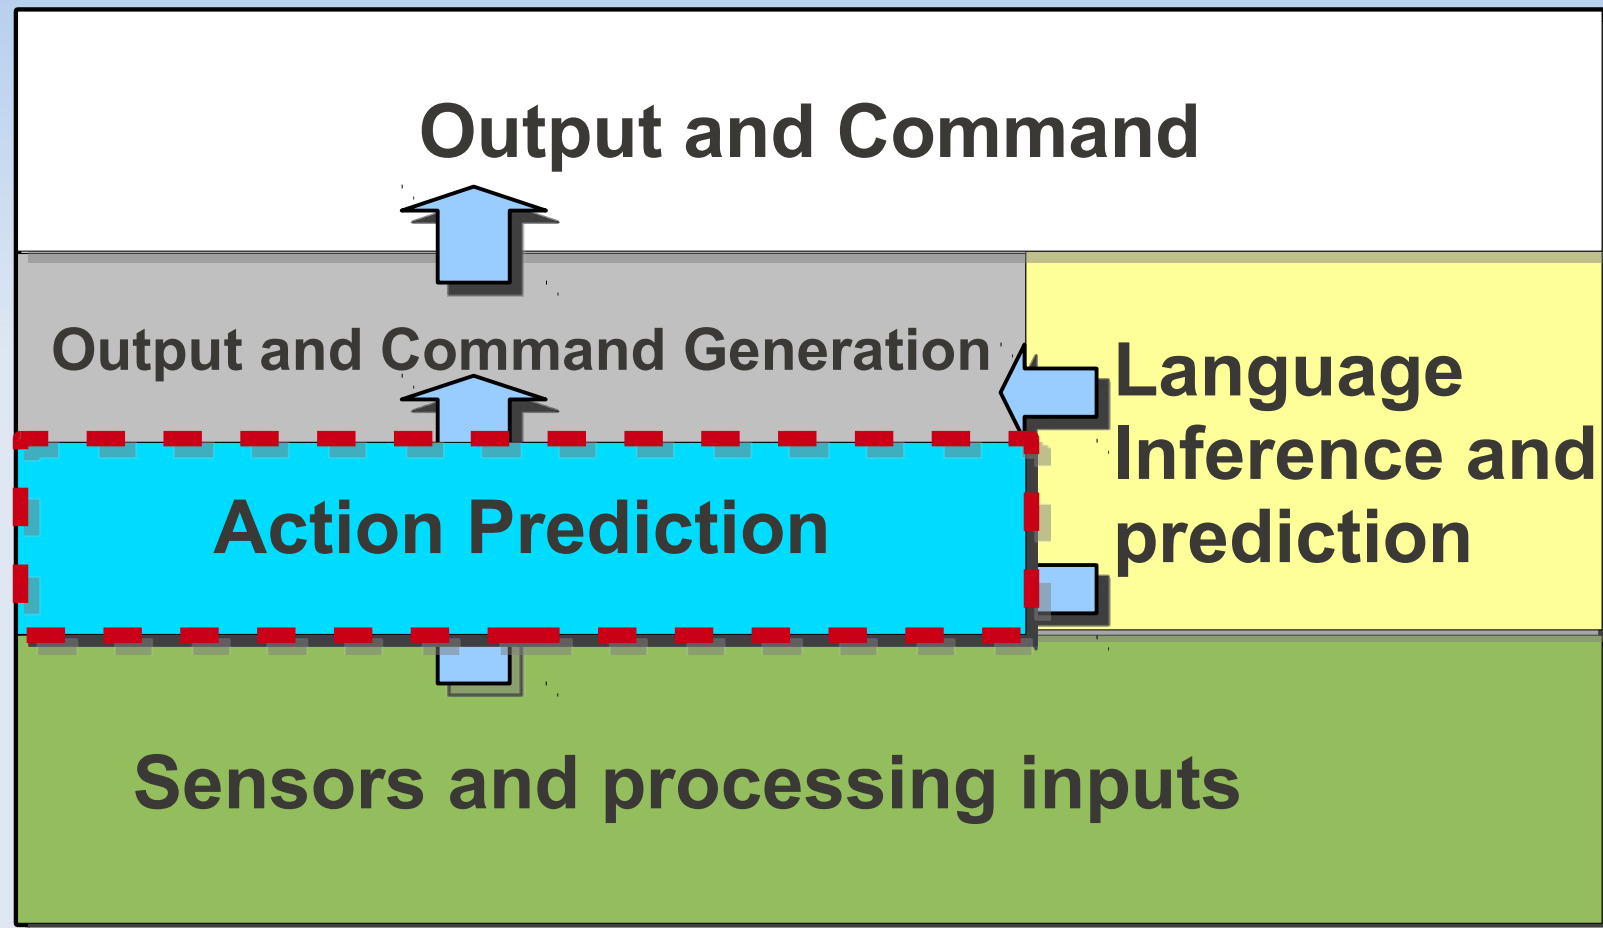 Output and Command
Output and Command Generation
Language
Inference and
prediction
Action Prediction
Sensors and processing inputs